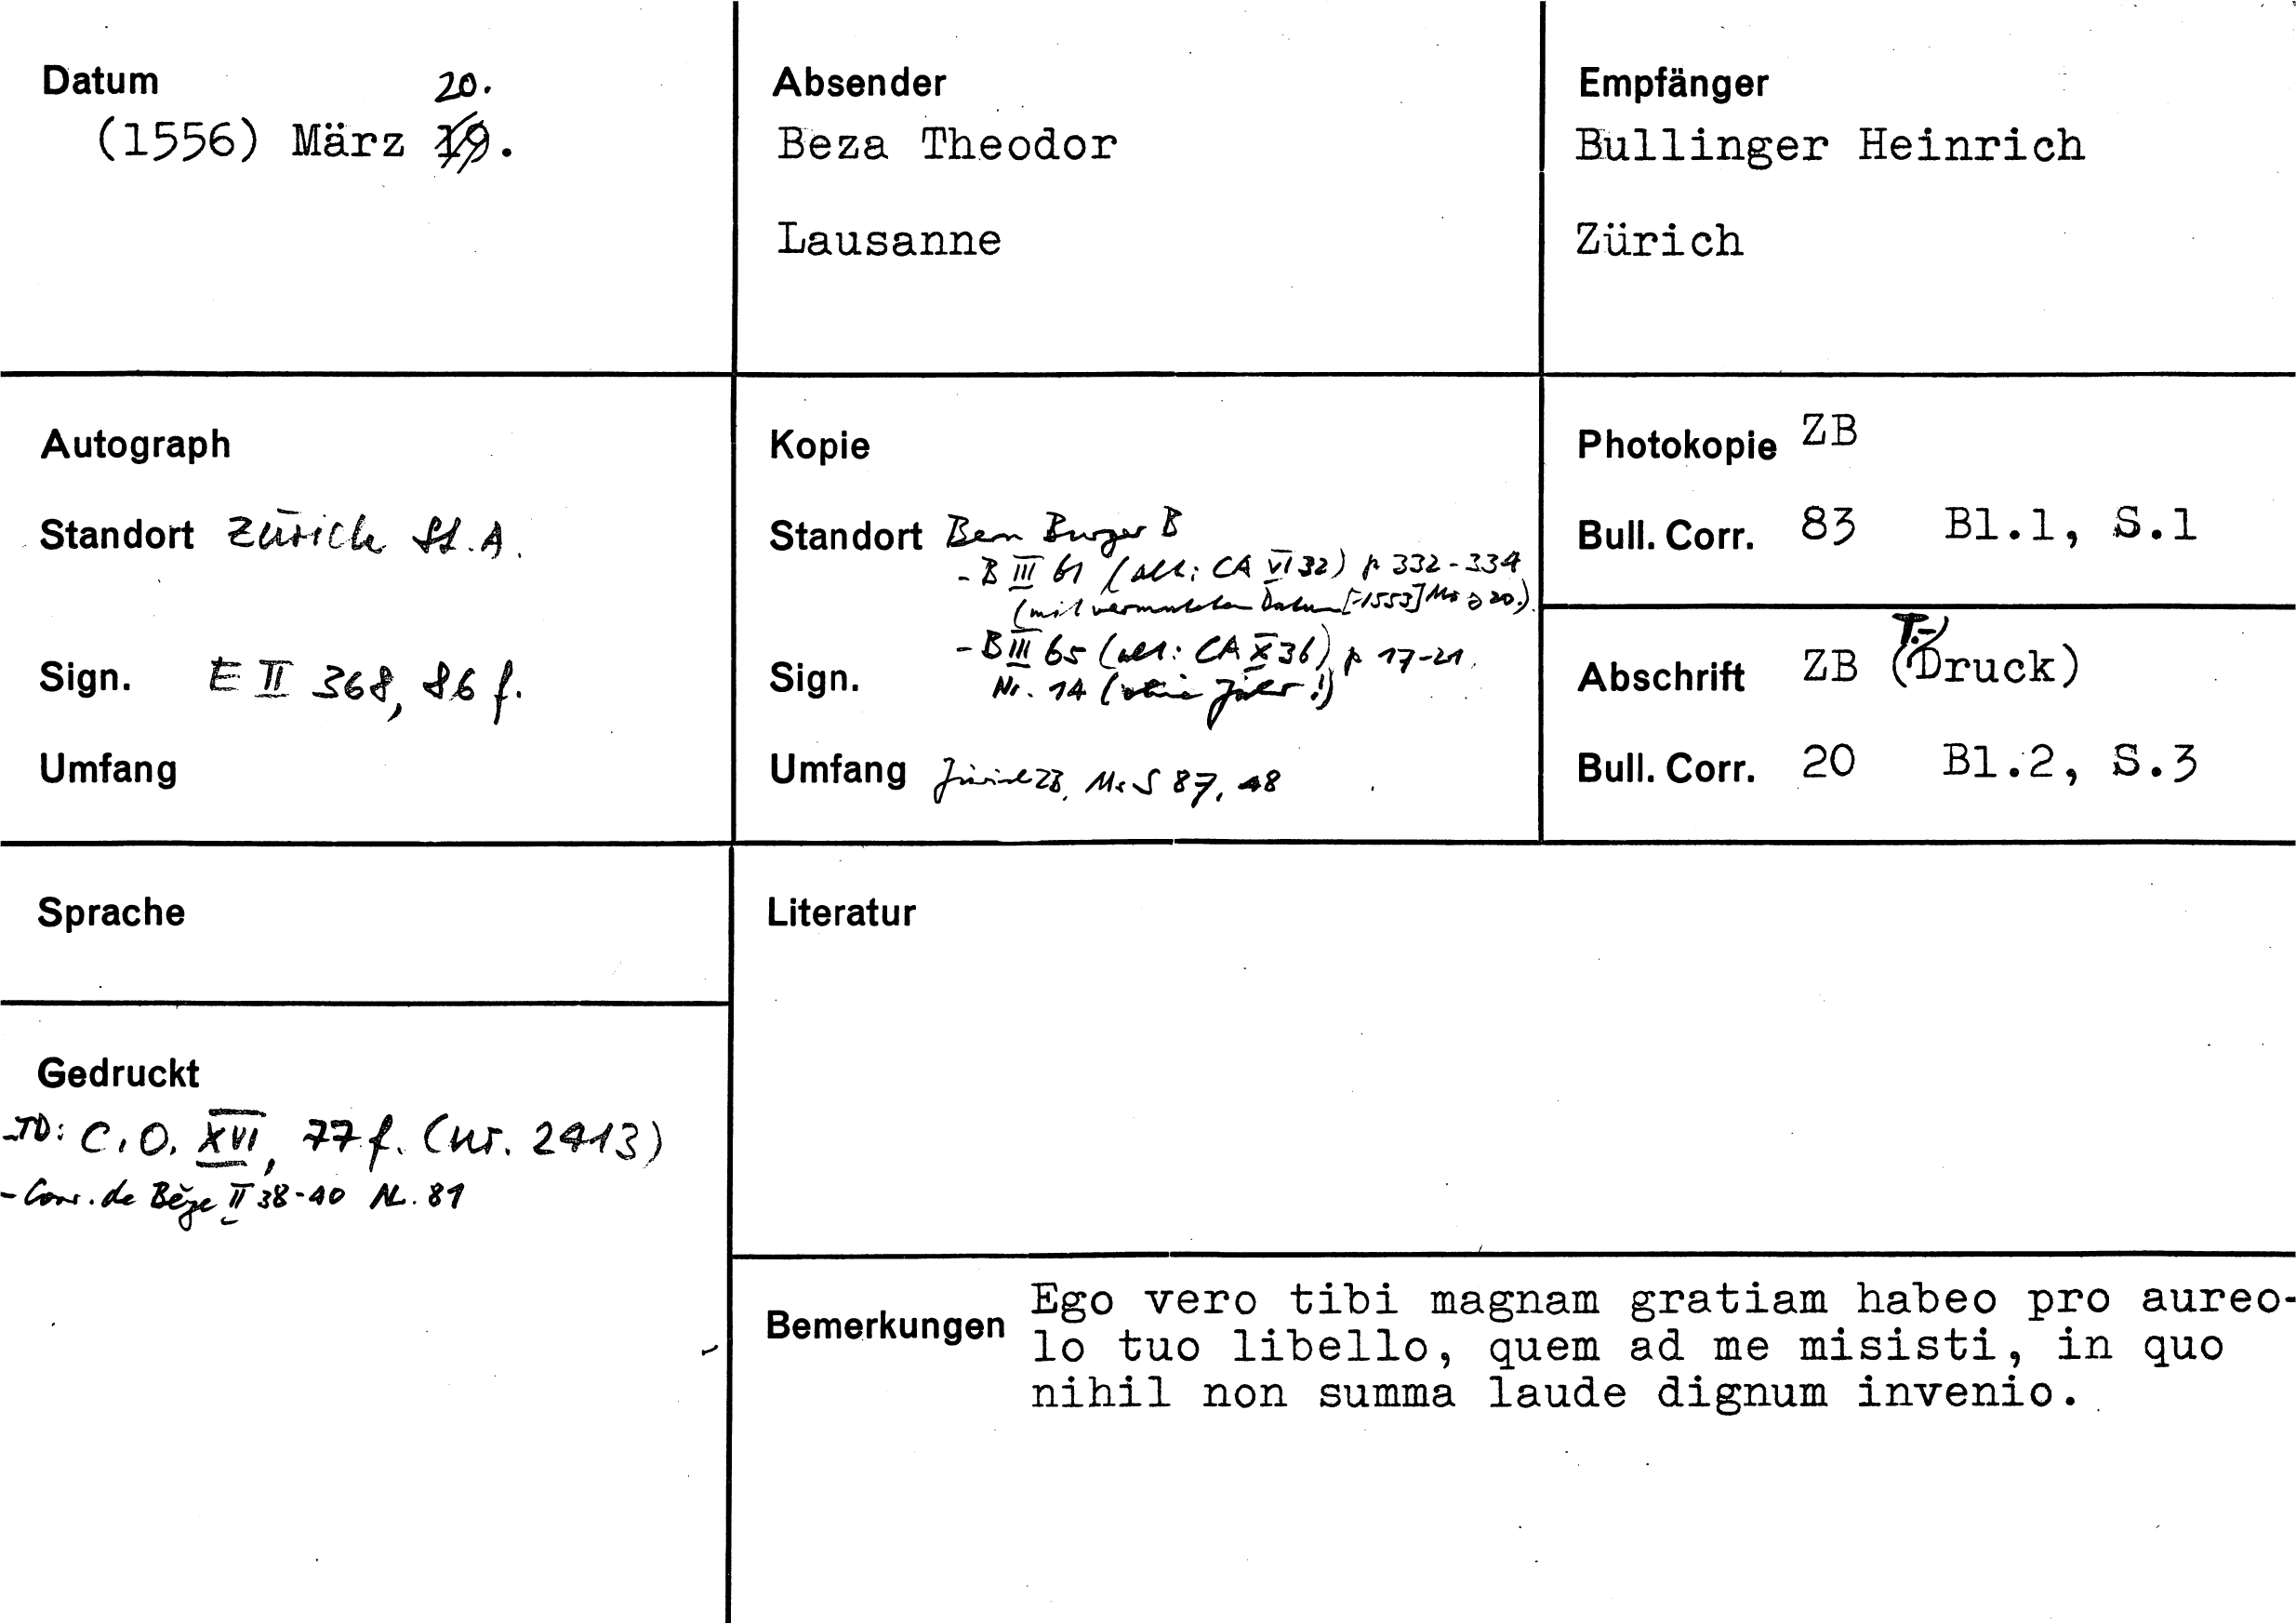 Datum 20.
(1556) März 19.
Absender
Beza Theodor
Lausanne
Empfänger
Bullinger Heinrich
Zürich
Autograph
Standort Zürich St.A.
Sign. E II 368, 86 f.
Umfang
Kopie
Standort Bern Burger B
- B III 61 (alt: CA VI 32) p 332-334
(mit vermutetem Datum [-1553] 20.)
- B III 65 (alt: CA X 36) p 17-21.
Sign. Nr. 14 (ohne Jahr!)
Umfang Zürich ZB, Ms S 87, 48
Photokopie ZB
Bull. Corr. 83 Bl.1, S.1
Abschrift ZB (T.-Druck)
Bull. Corr. 20 Bl.2, S.3
Sprache
Literatur
Gedruckt
-TD: C.O. XVI, 77 f. (Nr. 2413)
- Corr. de Bèze II 38-40 Nr. 81
Bemerkungen Ego vero tibi magnam gratiam habeo pro aureo-
lo tuo libello, quem ad me misisti, in quo
nihil non summa laude dignum invenio.